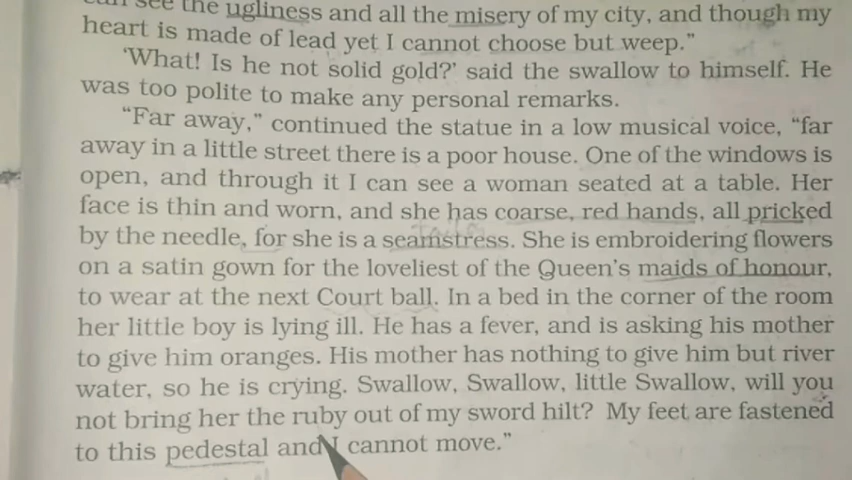 can see the ugliness and all the misery of my city, and though my
heart is made of lead yet I cannot choose but weep."
'What! Is he not solid gold?' said the swallow to himself. He
was too polite to make any personal remarks.
"Far away," continued the statue in a low musical voice, "far
away in a little street there is a poor house. One of the windows is
open, and through it I can see a woman seated at a table. Her
face is thin and worn, and she has coarse, red hands, all pricked
by the needle, for she is a seamstress. She is embroidering flowers
on a satin gown for the loveliest of the Queen's maids of honour,
to wear at the next Court ball. In a bed in the corner of the room
her little boy is lying ill. He has a fever, and is asking his mother
to give him oranges. His mother has nothing to give him but river
water, so he is crying. Swallow, Swallow, little Swallow, will you
not bring her the ruby out of my sword hilt? My feet are fastened
to this pedestal and I cannot move."